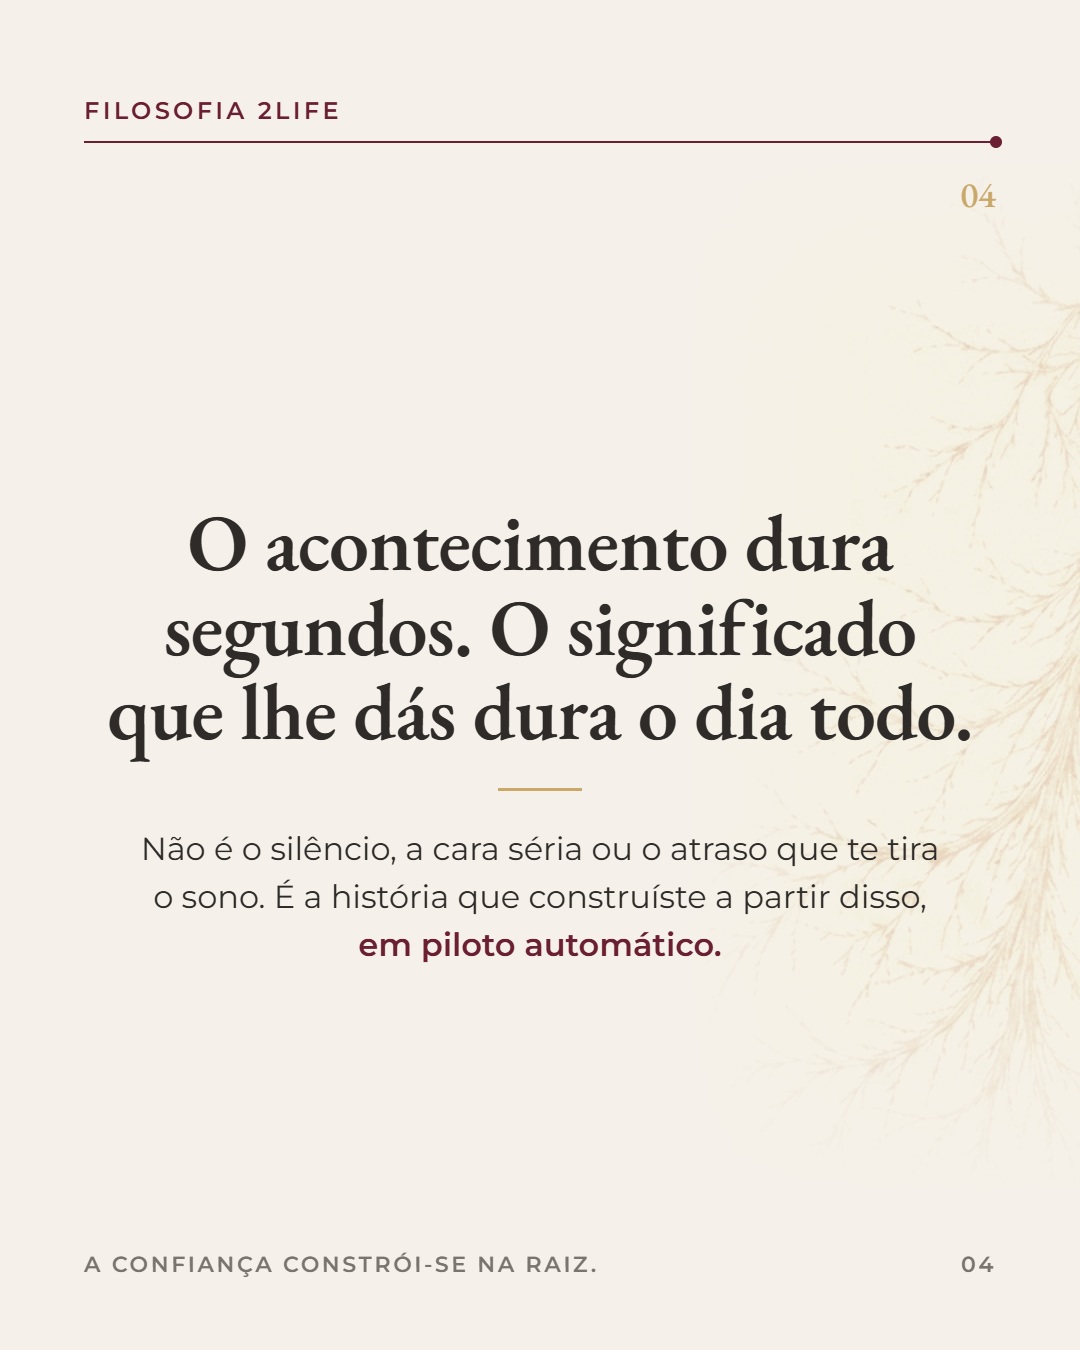 FILOSOFIA 2LIFE
04
O acontecimento dura
segundos. O significado
que lhe dás dura o dia todo.
Não é o silêncio, a cara séria ou o atraso que te tira
o sono. É a história que construíste a partir disso,
em piloto automático.
A CONFIANÇA CONSTRÓI-SE NA RAIZ.
04